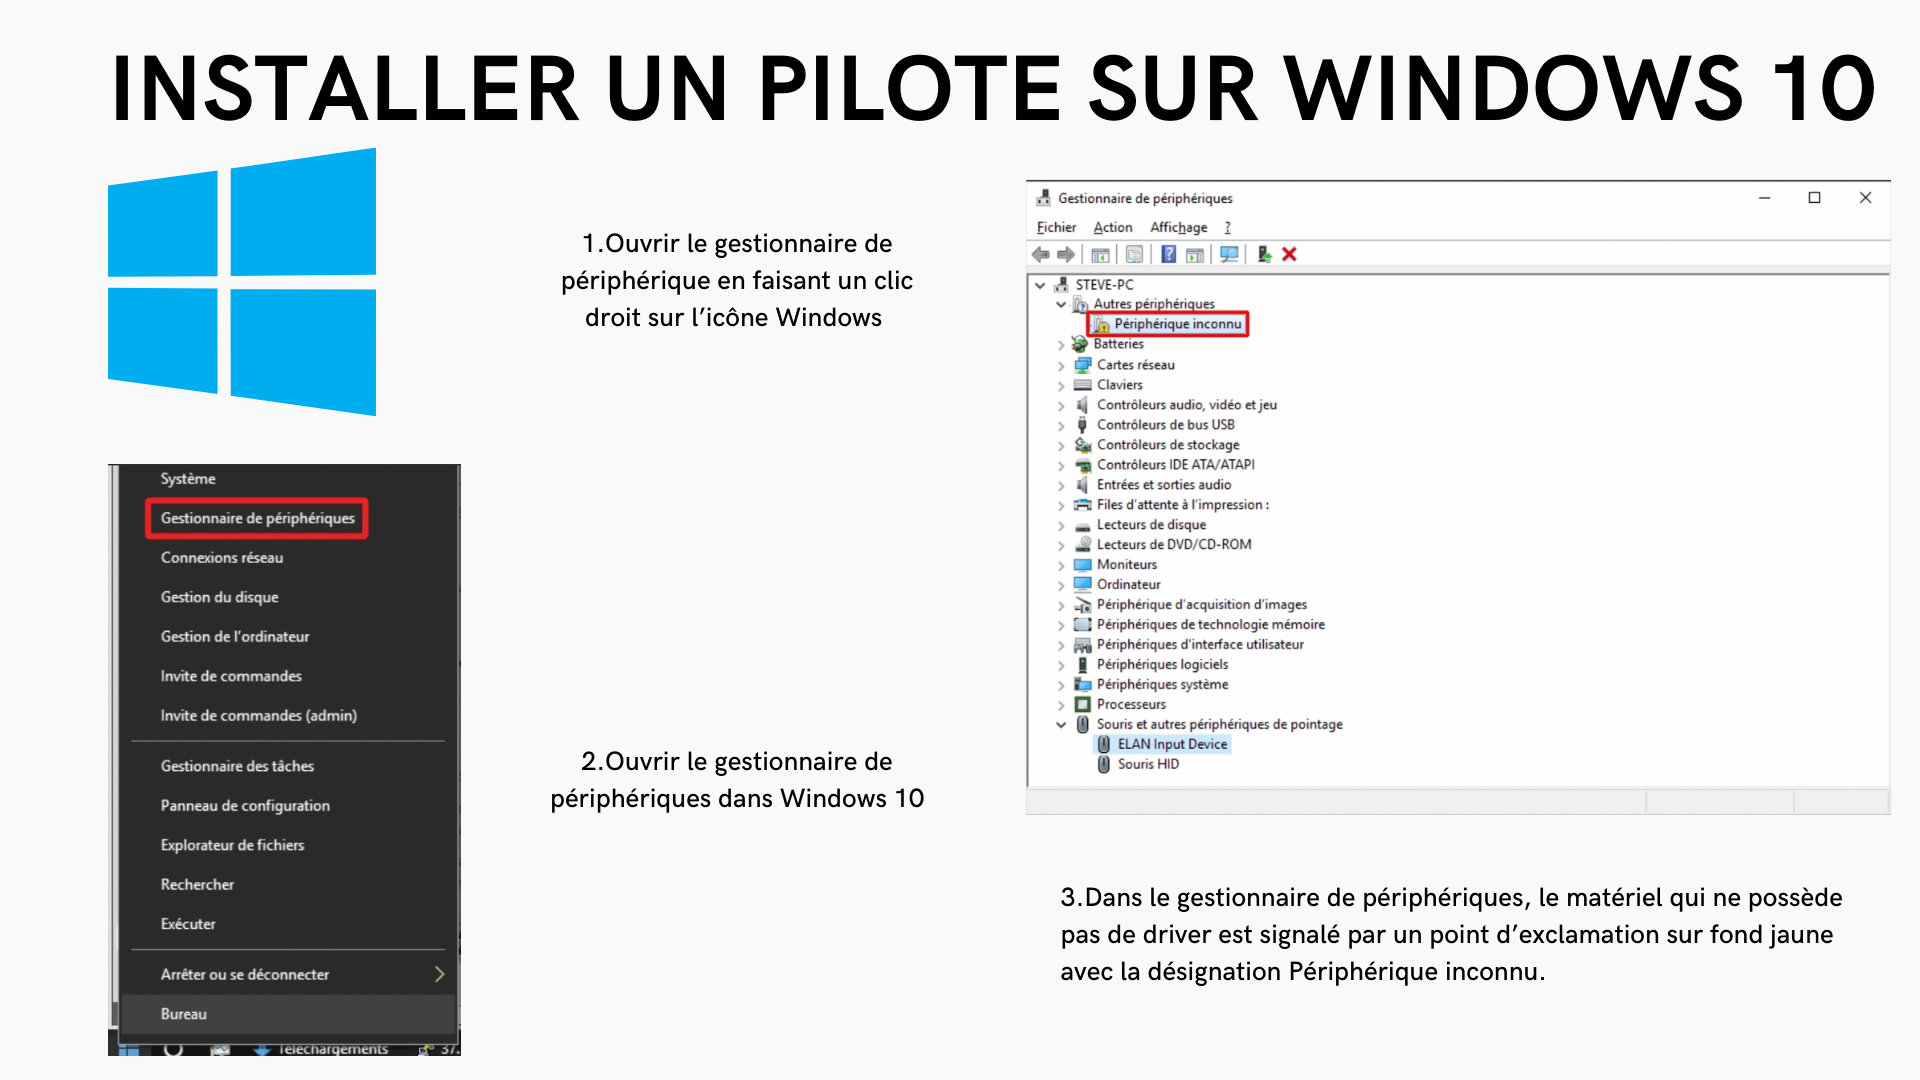 INSTALLER UN PILOTE SUR WINDOWS 10
1.Ouvrir le gestionnaire de
périphérique en faisant un clic
droit sur l’icône Windows
Système
Gestionnaire de périphériques
Connexions réseau
Gestion du disque
Gestion de l'ordinateur
Invite de commandes
Invite de commandes (admin)
Gestionnaire des tâches
Panneau de configuration
Explorateur de fichiers
Rechercher
Exécuter
Arrêter ou se déconnecter
Bureau
Téléchargements
37.
2.Ouvrir le gestionnaire de
périphériques dans Windows 10
Gestionnaire de périphériques
Fichier Action Affichage ?
STEVE-PC
Autres périphériques
Périphérique inconnu
Batteries
Cartes réseau
Claviers
Contrôleurs audio, vidéo et jeu
Contrôleurs de bus USB
Contrôleurs de stockage
Contrôleurs IDE ATA/ATAPI
Entrées et sorties audio
Files d'attente à l'impression :
Lecteurs de disque
Lecteurs de DVD/CD-ROM
Moniteurs
Ordinateur
Périphérique d'acquisition d'images
Périphériques de technologie mémoire
Périphériques d'interface utilisateur
Périphériques logiciels
Périphériques système
Processeurs
Souris et autres périphériques de pointage
ELAN Input Device
Souris HID
3.Dans le gestionnaire de périphériques, le matériel qui ne possède
pas de driver est signalé par un point d’exclamation sur fond jaune
avec la désignation Périphérique inconnu.